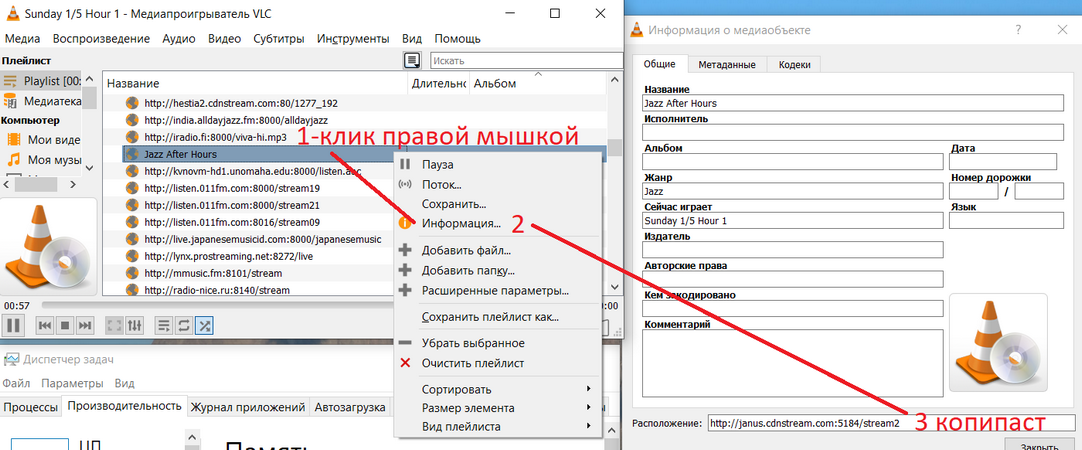 Sunday 1/5 Hour 1 - Медиапроигрыватель VLC
Медиа Воспроизведение Аудио Видео Субтитры Инструменты Вид Помощь
Плейлист
Искать
Playlist [00:
Медиатека
Компьютер
Мои виде
Моя музы
Название Длительнс Альбом
http://hestia2.cdnstream.com:80/1277_192
http://india.alldayjazz.fm:8000/alldayjazz
http://iradio.fi:8000/viva-hi.mp3
1-клик правой мышкой
Jazz After Hours
http://kvnovm-hd1.unomaha.edu:8000/listen.aac
http://listen.011fm.com:8000/stream19
http://listen.011fm.com:8000/stream21
http://listen.011fm.com:8016/stream09
http://live.japanesemusicid.com:8000/japanesemusic
http://lynx.prostreaming.net:8272/live
http://mmusic.fm:8101/stream
http://radio-nice.ru:8140/stream
00:57
:00
Пауза
Поток...
Сохранить...
Информация... 2
Добавить файл...
Добавить папку...
Расширенные параметры...
Сохранить плейлист как...
Убрать выбранное
Очистить плейлист
Сортировать
Размер элемента
Вид плейлиста
Диспетчер задач
Файл Параметры Вид
Процессы Производительность Журнал приложений Автозагрузка
ЦП
Память
Информация о медиаобъекте
?
Общие Метаданные Кодеки
Название
Jazz After Hours
Исполнитель
Альбом Дата
Жанр Номер дорожки
Jazz /
Сейчас играет Язык
Sunday 1/5 Hour 1
Издатель
Авторские права
Кем закодировано
Комментарий
Расположение: http://janus.cdnstream.com:5184/stream2 3 копипаст
Закрыть